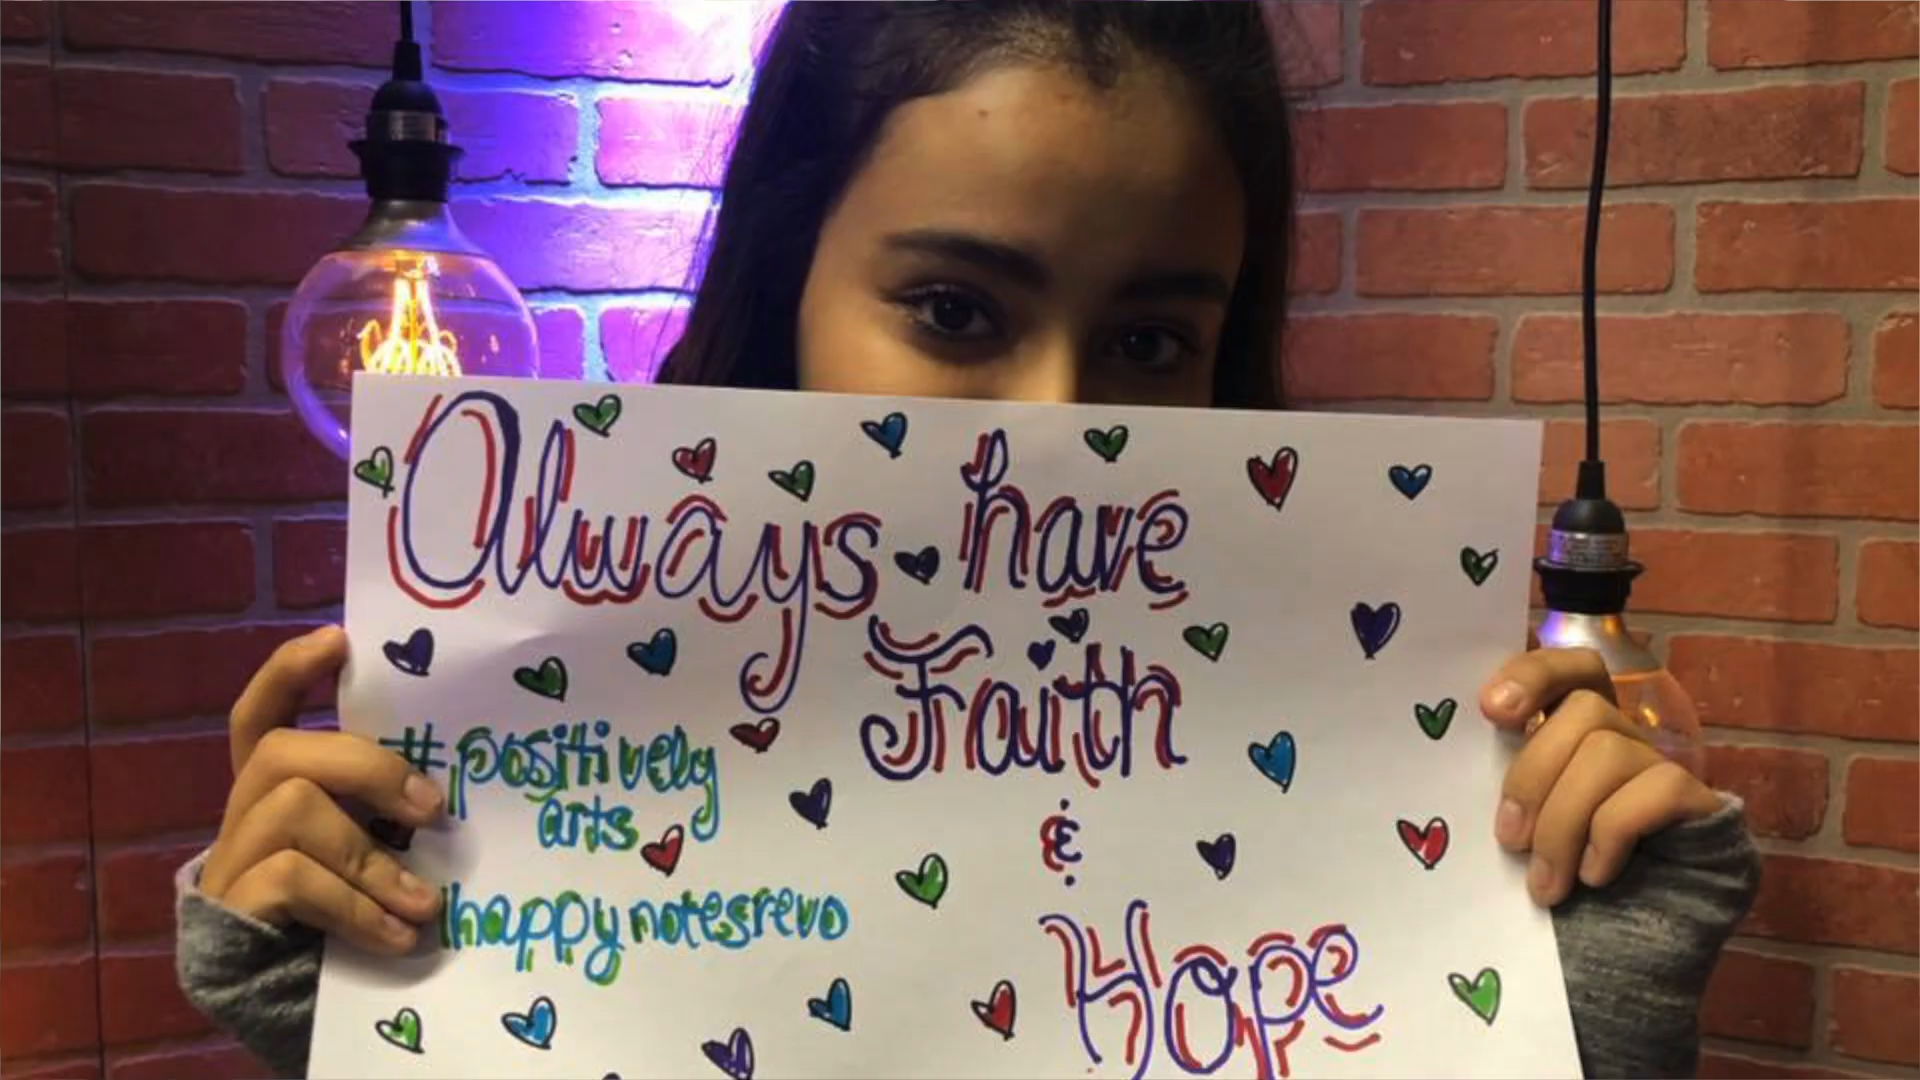 Always have
Faith
&
Hope
#positively
arts
#happynotesrevo